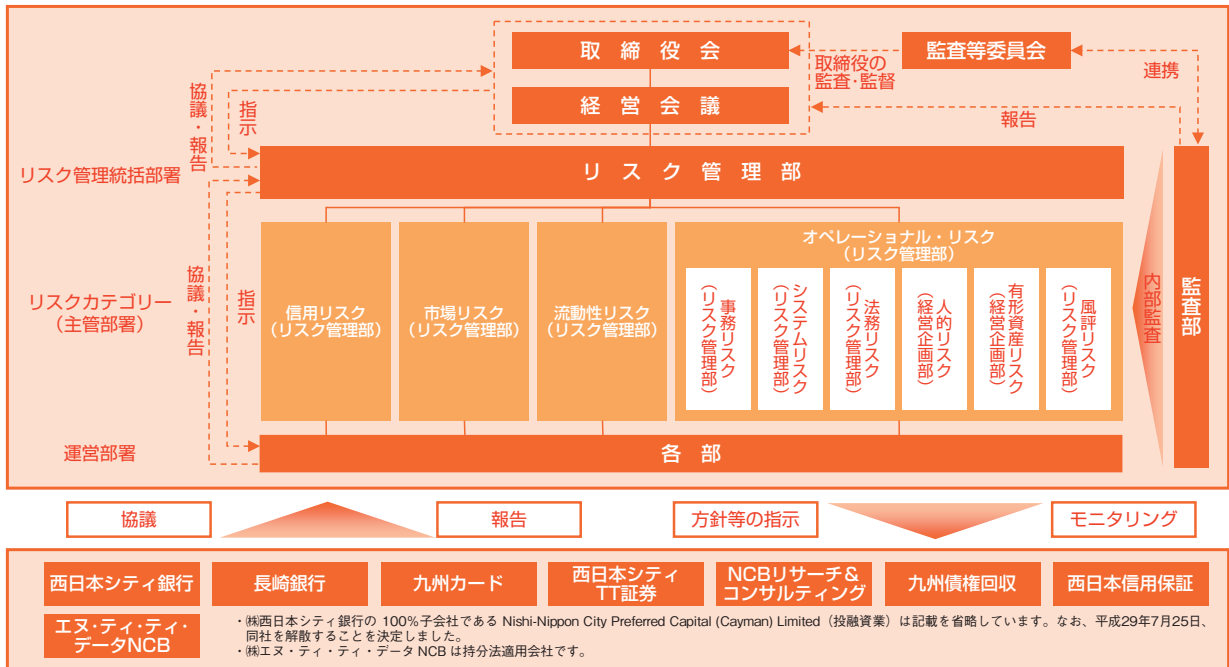 取締役会
監査等委員会
取締役の
監査・監督
連携
経営会議
報告
協議・報告
指示
リスク管理統括部署
リスク管理部
オペレーショナル・リスク
(リスク管理部)
リスクカテゴリー
(主管部署)
協議・報告
指示
信用リスク
(リスク管理部)
市場リスク
(リスク管理部)
流動性リスク
(リスク管理部)
事務リスク
(リスク管理部)
システムリスク
(リスク管理部)
法務リスク
(リスク管理部)
人的リスク
(経営企画部)
有形資産リスク
(経営企画部)
風評リスク
(リスク管理部)
内部監査
監査部
運営部署
各部
協議
報告
方針等の指示
モニタリング
西日本シティ銀行
長崎銀行
九州カード
西日本シティ
TT証券
NCBリサーチ&
コンサルティング
九州債権回収
西日本信用保証
エヌ・ティ・ティ・
データNCB
・㈱西日本シティ銀行の 100%子会社である Nishi-Nippon City Preferred Capital (Cayman) Limited(投融資業)は記載を省略しています。なお、平成29年7月25日、
同社を解散することを決定しました。
・㈱エヌ・ティ・ティ・データ NCB は持分法適用会社です。